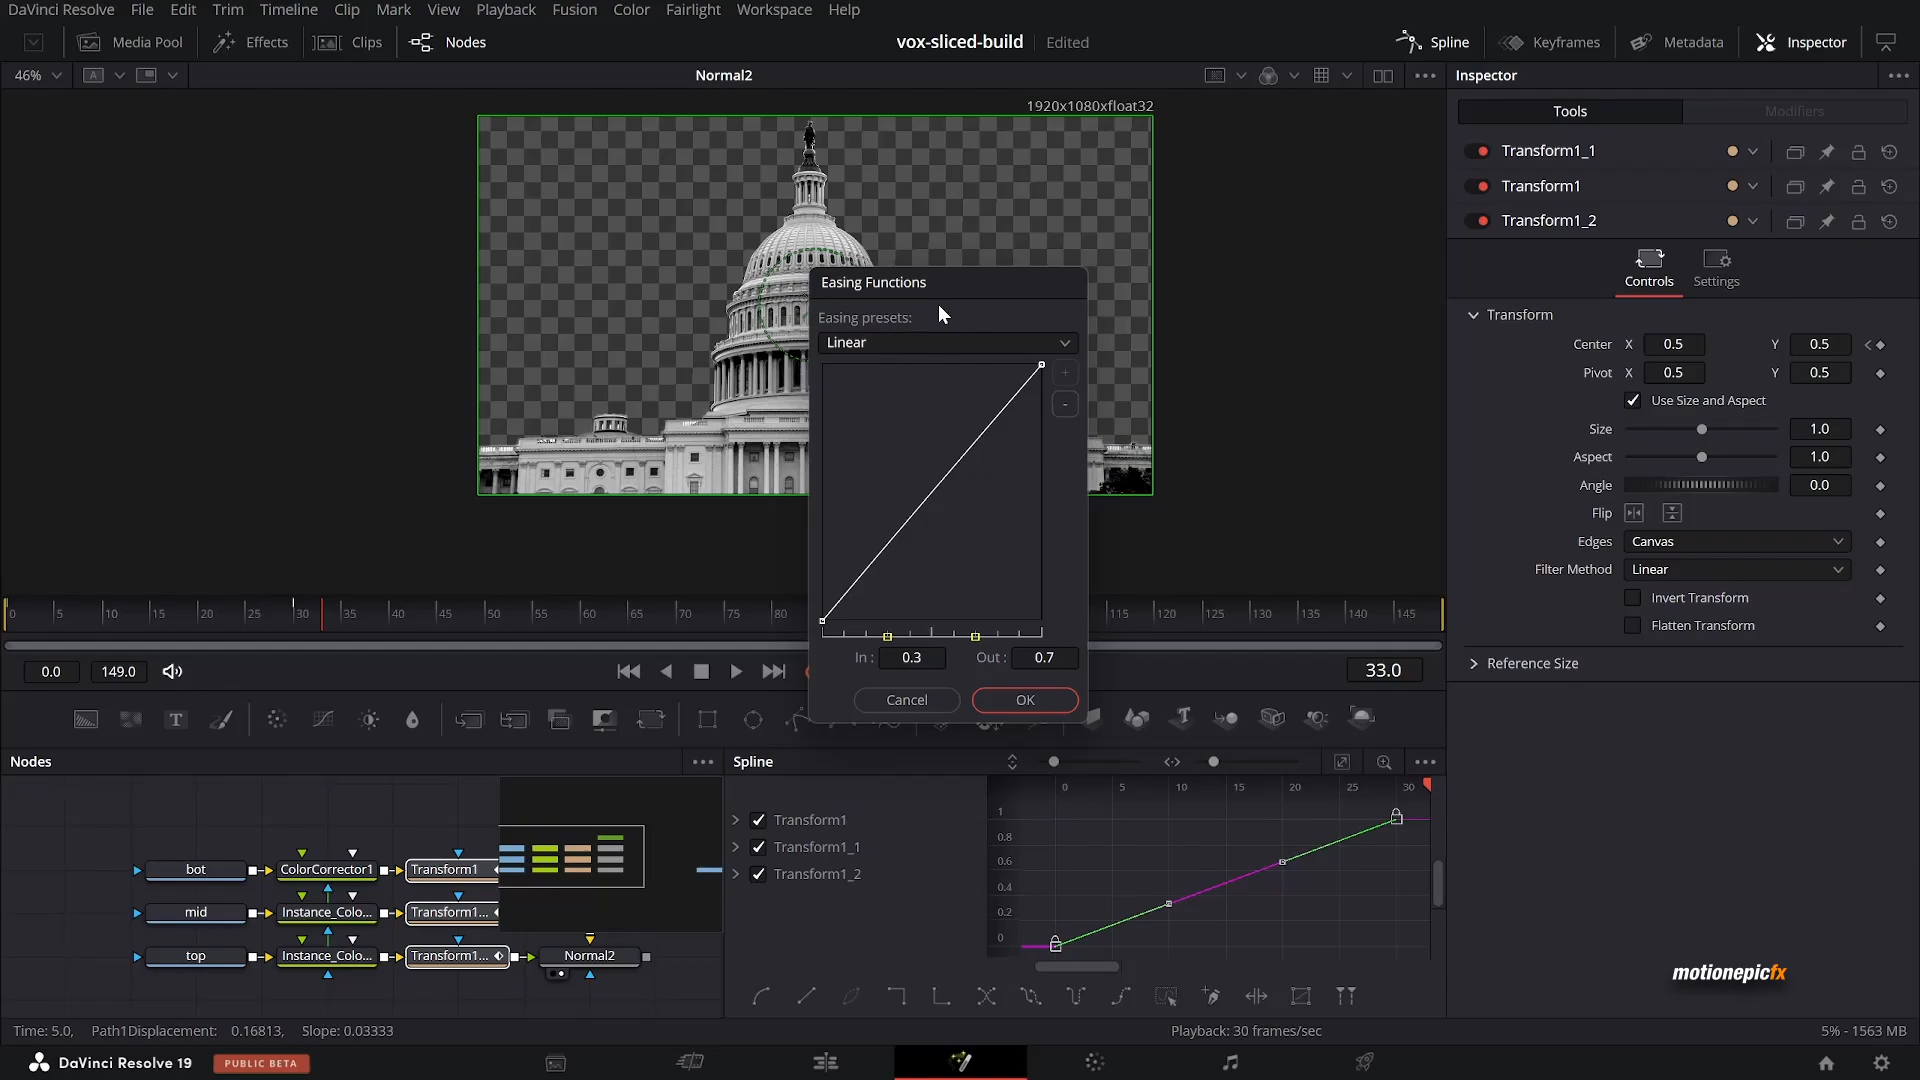 DaVinci Resolve File Edit Trim Timeline Clip Mark View Playback Fusion Color Fairlight Workspace Help
Media Pool Effects Clips Nodes vox-sliced-build Edited Spline Keyframes Metadata Inspector
46% A Normal2 Inspector
1920x1080xfloat32
Tools Modifiers
Transform1_1
Transform1
Transform1_2
Controls Settings
Transform
Center X 0.5 Y 0.5
Pivot X 0.5 Y 0.5
Use Size and Aspect
Size 1.0
Aspect 1.0
Angle 0.0
Flip
Edges Canvas
Filter Method Linear
Invert Transform
Flatten Transform
Reference Size
Easing Functions
Easing presets:
Linear
+
-
In : 0.3 Out : 0.7
Cancel OK
0 5 10 15 20 25 30 35 40 45 50 55 60 65 70 75 80 115 120 125 130 135 140 145
0.0 149.0 33.0
Nodes
bot ColorCorrector1 Transform1
mid Instance_Colo... Transform1...
top Instance_Colo... Transform1... Normal2
Spline
Transform1
Transform1_1
Transform1_2
0 5 10 15 20 25 30
1
0.8
0.6
0.4
0.2
0
motionepicfx
Time: 5.0, Path1Displacement: 0.16813, Slope: 0.03333 Playback: 30 frames/sec 5% - 1563 MB
DaVinci Resolve 19 PUBLIC BETA